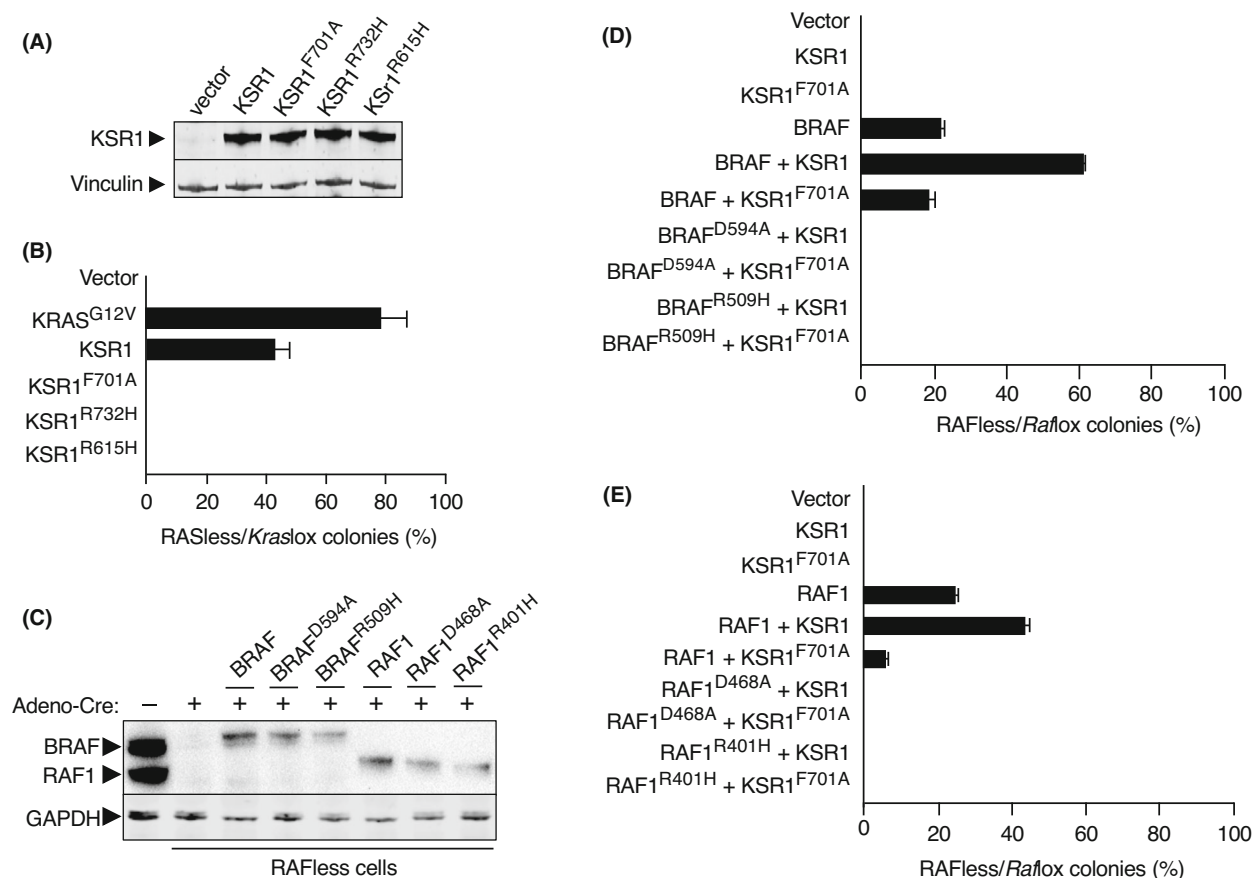 (A)
vector
KSR1
KSR1F701A
KSR1R732H
KSr1R615H
KSR1
Vinculin
(B)
Vector
KRASG12V
KSR1
KSR1F701A
KSR1R732H
KSR1R615H
0 20 40 60 80 100
RASless/Kraslox colonies (%)
(C)
BRAF
BRAFD594A
BRAFR509H
RAF1
RAF1D468A
RAF1R401H
Adeno-Cre: – + + + + + + +
BRAF
RAF1
GAPDH
RAFless cells
(D)
Vector
KSR1
KSR1F701A
BRAF
BRAF + KSR1
BRAF + KSR1F701A
BRAFD594A + KSR1
BRAFD594A + KSR1F701A
BRAFR509H + KSR1
BRAFR509H + KSR1F701A
0 20 40 60 80 100
RAFless/Raflox colonies (%)
(E)
Vector
KSR1
KSR1F701A
RAF1
RAF1 + KSR1
RAF1 + KSR1F701A
RAF1D468A + KSR1
RAF1D468A + KSR1F701A
RAF1R401H + KSR1
RAF1R401H + KSR1F701A
0 20 40 60 80 100
RAFless/Raflox colonies (%)